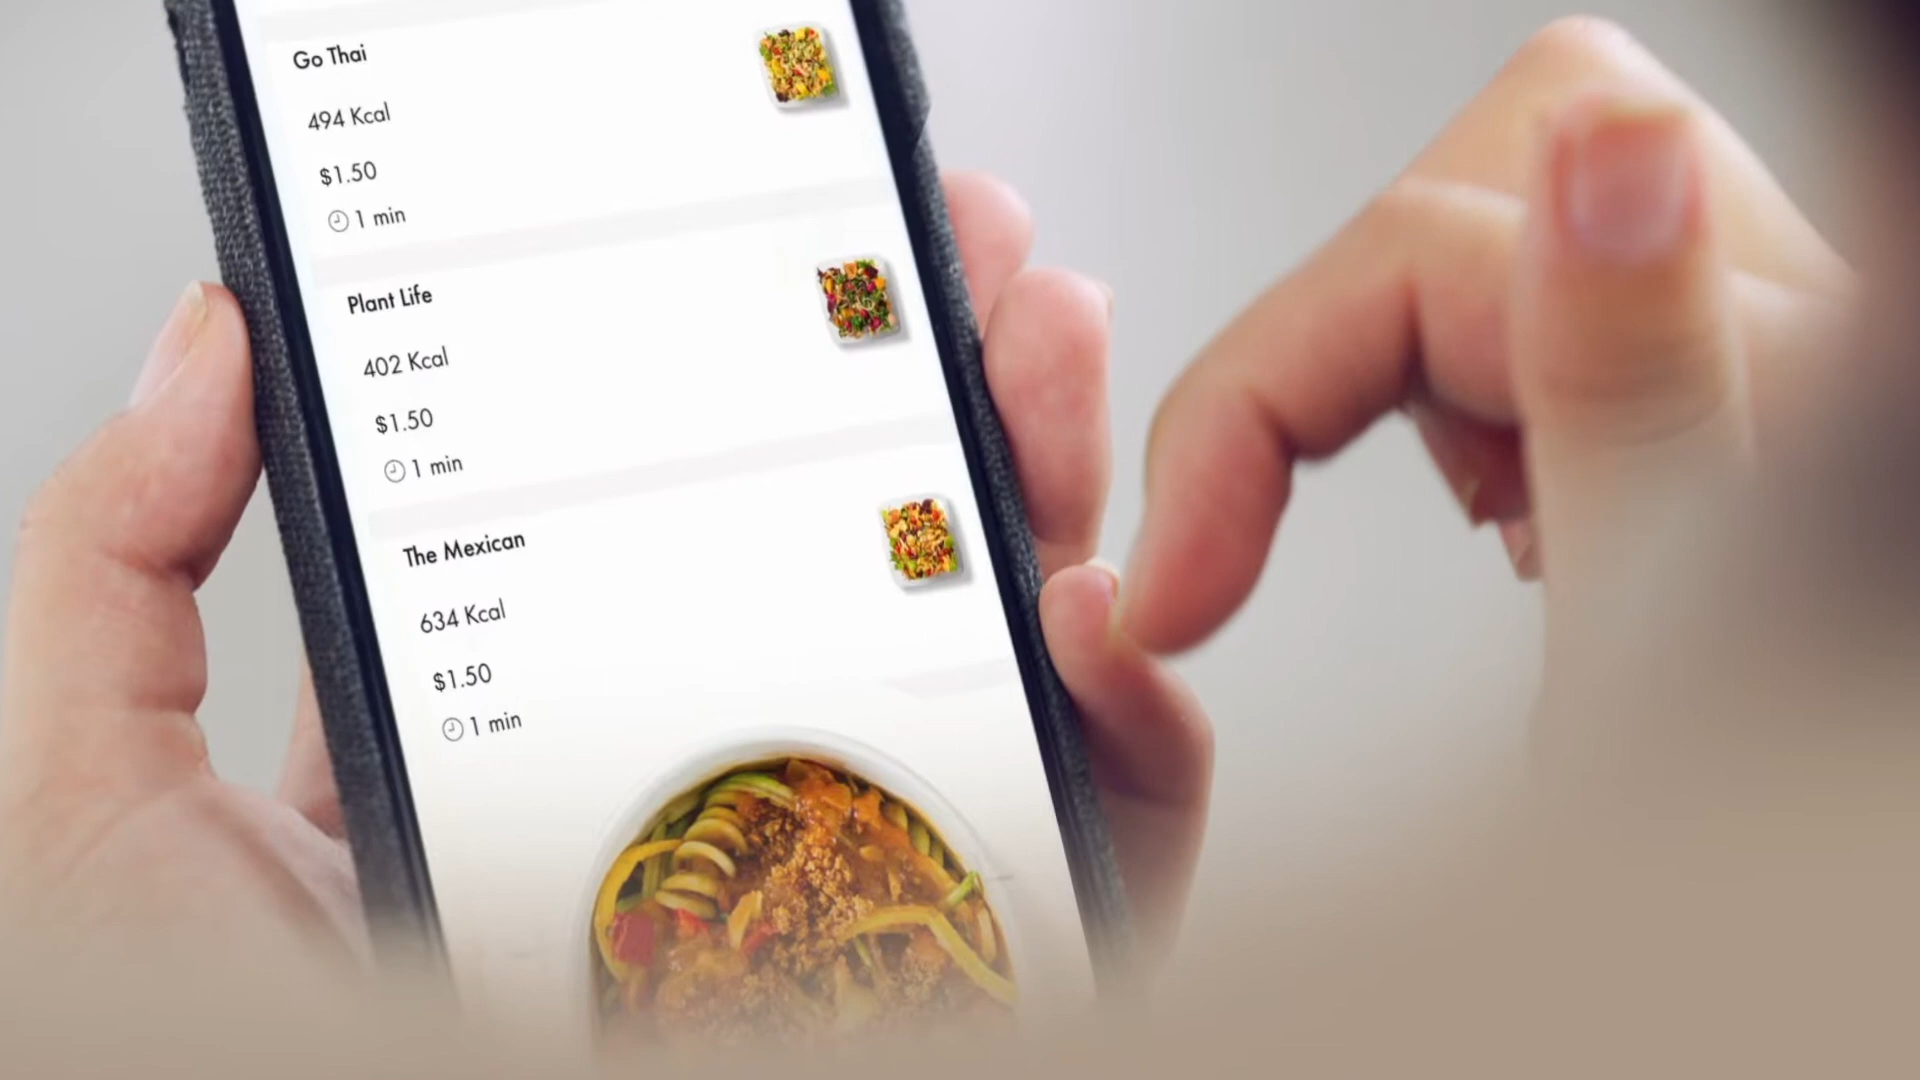 Go Thai
494 Kcal
$1.50
1 min
Plant Life
402 Kcal
$1.50
1 min
The Mexican
634 Kcal
$1.50
1 min